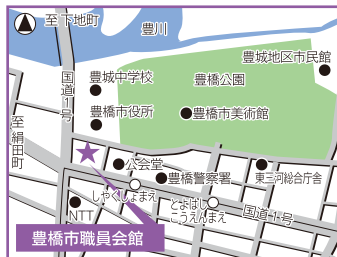 至下地町
豊川
豊城地区市民館
国道1号
豊城中学校
豊橋公園
豊橋市役所
豊橋市美術館
至絹田町
公会堂
豊橋警察署
東三河総合庁舎
しやくしょまえ
とよはし
こうえんまえ
NTT
国道1号
豊橋市職員会館